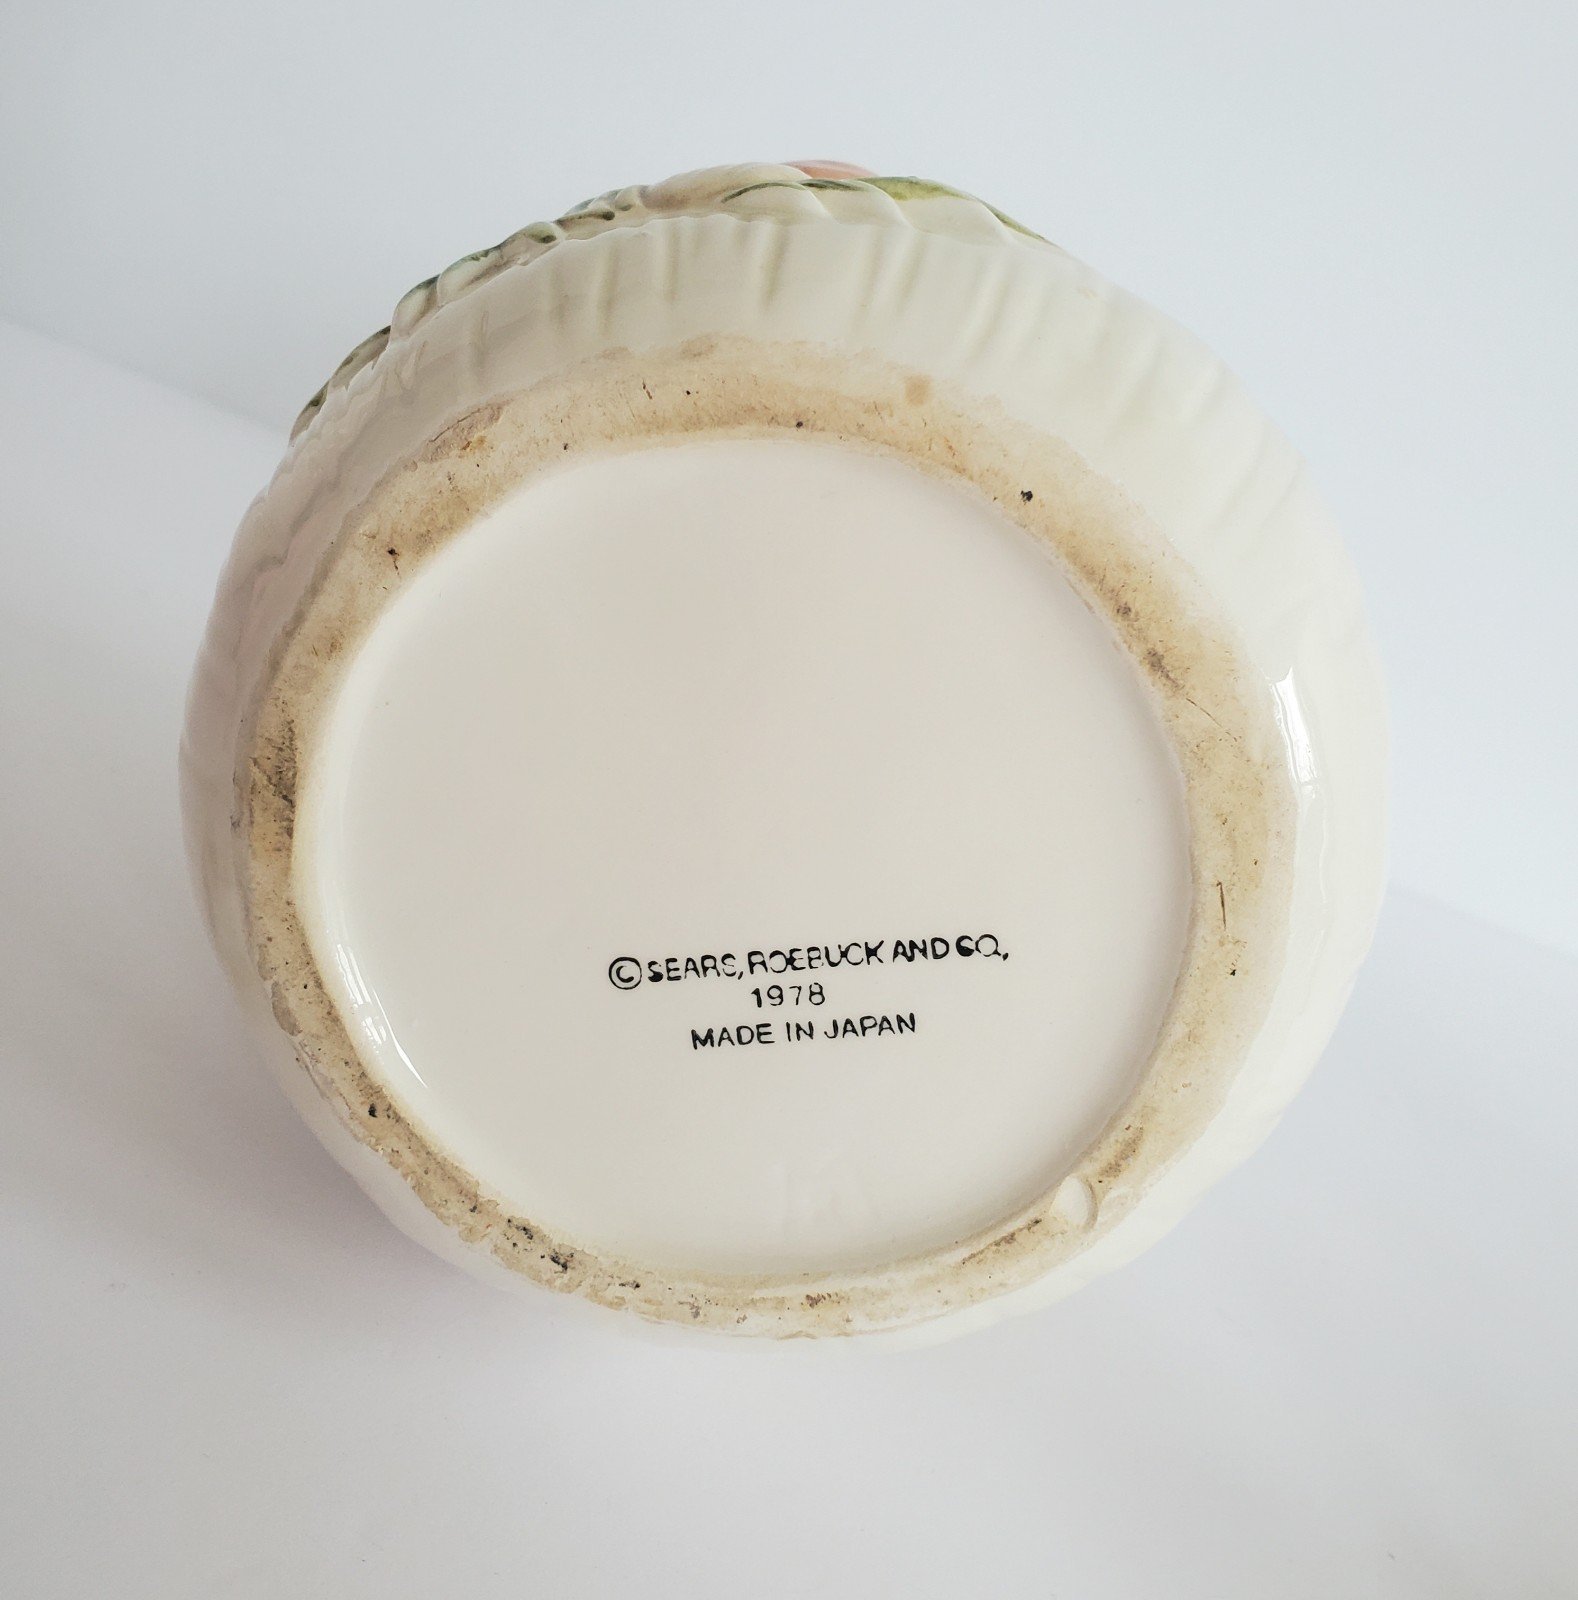 ©SEARS, ROEBUCK AND CO.
1978
MADE IN JAPAN